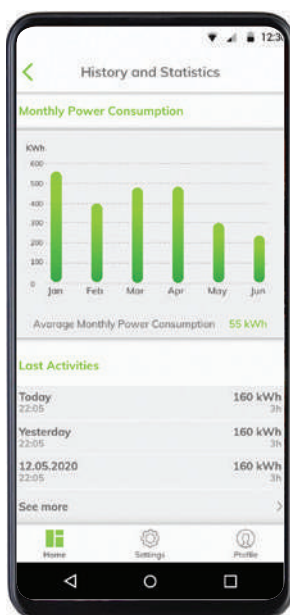 12:3
History and Statistics
Monthly Power Consumption
KWh
600
500
400
300
200
100
0
Jan Feb Mar Apr May Jun
Avarage Monthly Power Consumption 55 kWh
Last Activities
Today 160 kWh
22:05 3h
Yesterday 160 kWh
22:05 3h
12.05.2020 160 kWh
22:05 3h
See more
Home Settings Profile